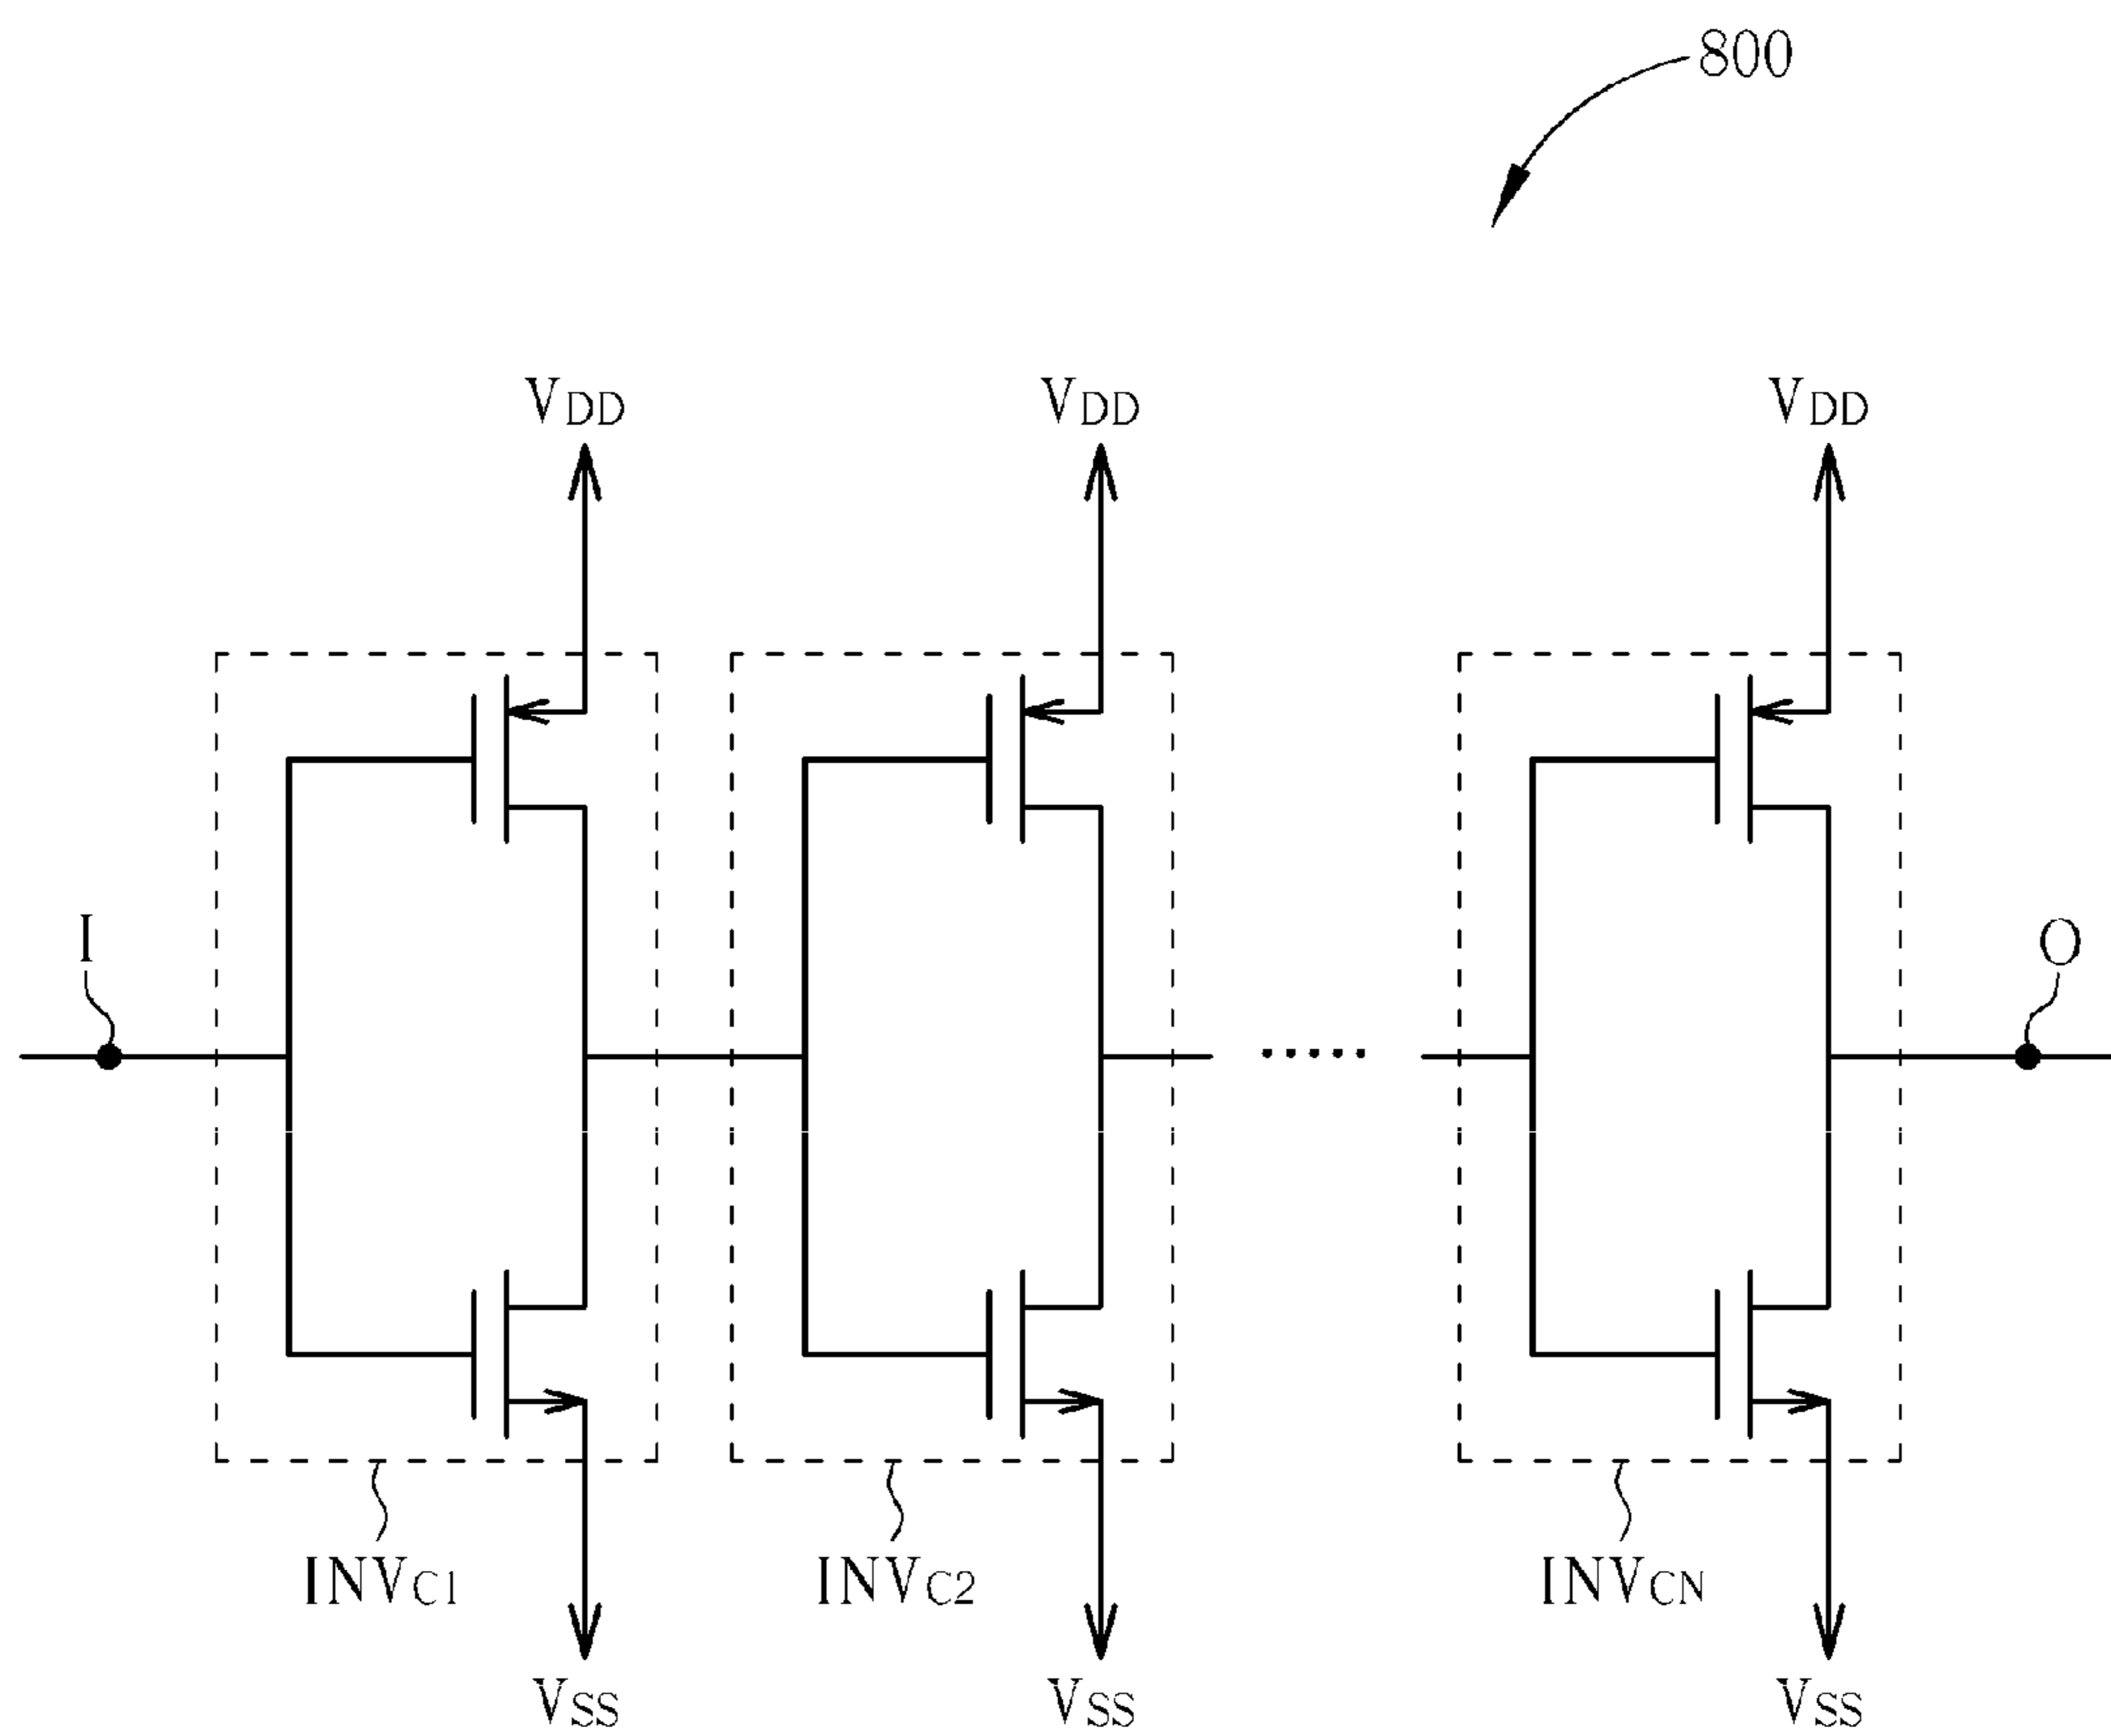 800
VDD VDD VDD
I O
.....
INVC1 INVC2 INVCN
VSS VSS VSS